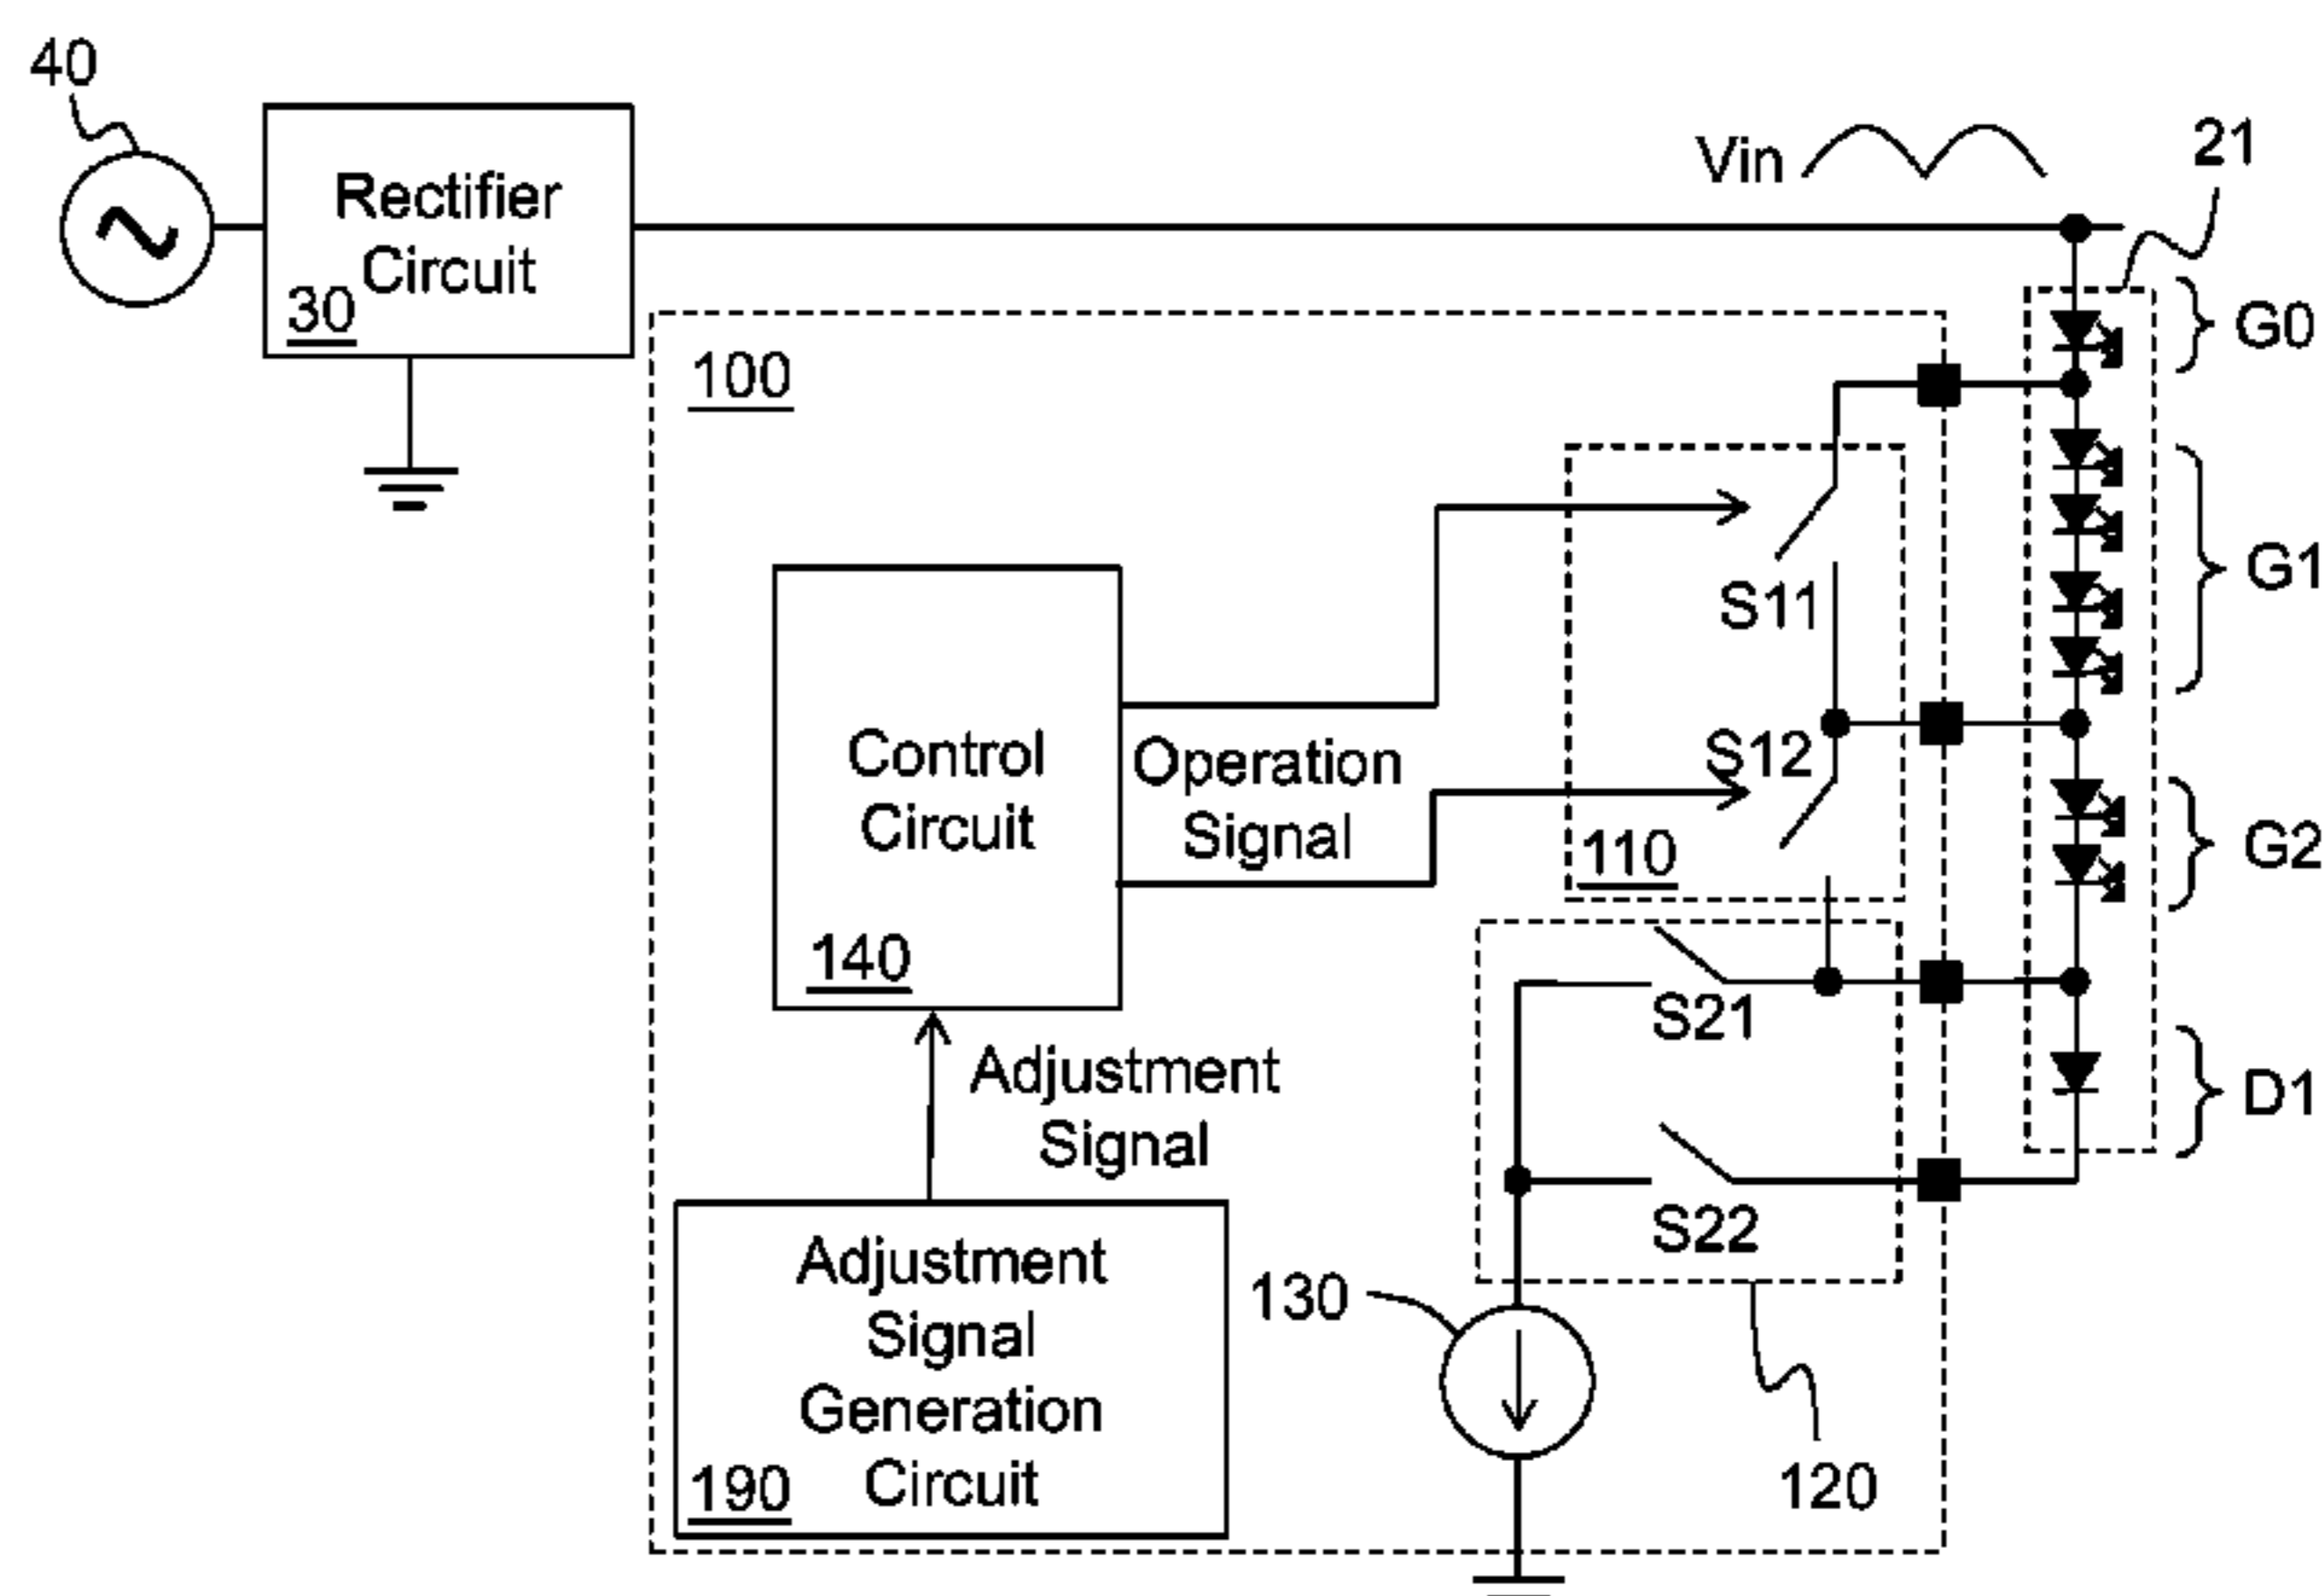 40
Rectifier
Circuit
30
Vin
21
G0
100
G1
S11
S12
Control
Circuit
140
Operation
Signal
110
G2
S21
Adjustment
Signal
D1
S22
Adjustment
Signal
Generation
Circuit
190
130
120